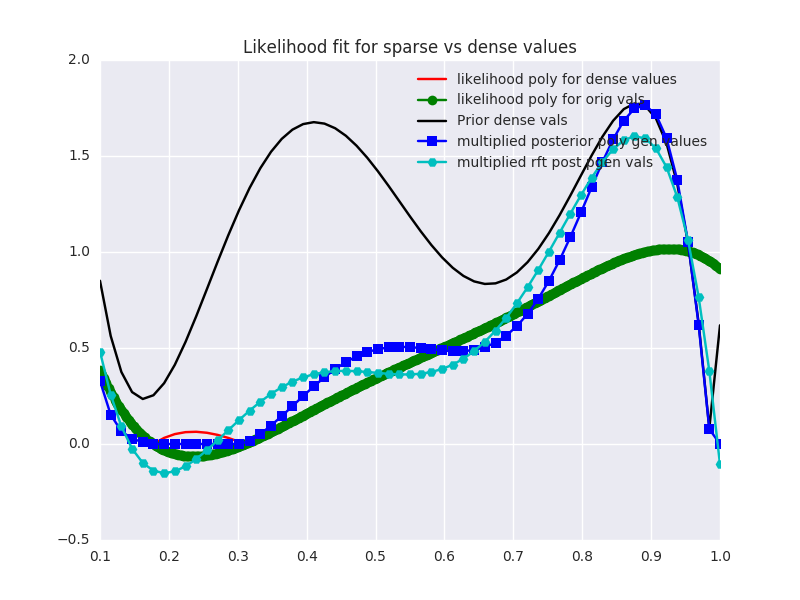 Likelihood fit for sparse vs dense values
likelihood poly for dense values
likelihood poly for orig vals
Prior dense vals
multiplied posterior poly gen values
multiplied rft post pgen vals
2.0
1.5
1.0
0.5
0.0
−0.5
0.1 0.2 0.3 0.4 0.5 0.6 0.7 0.8 0.9 1.0